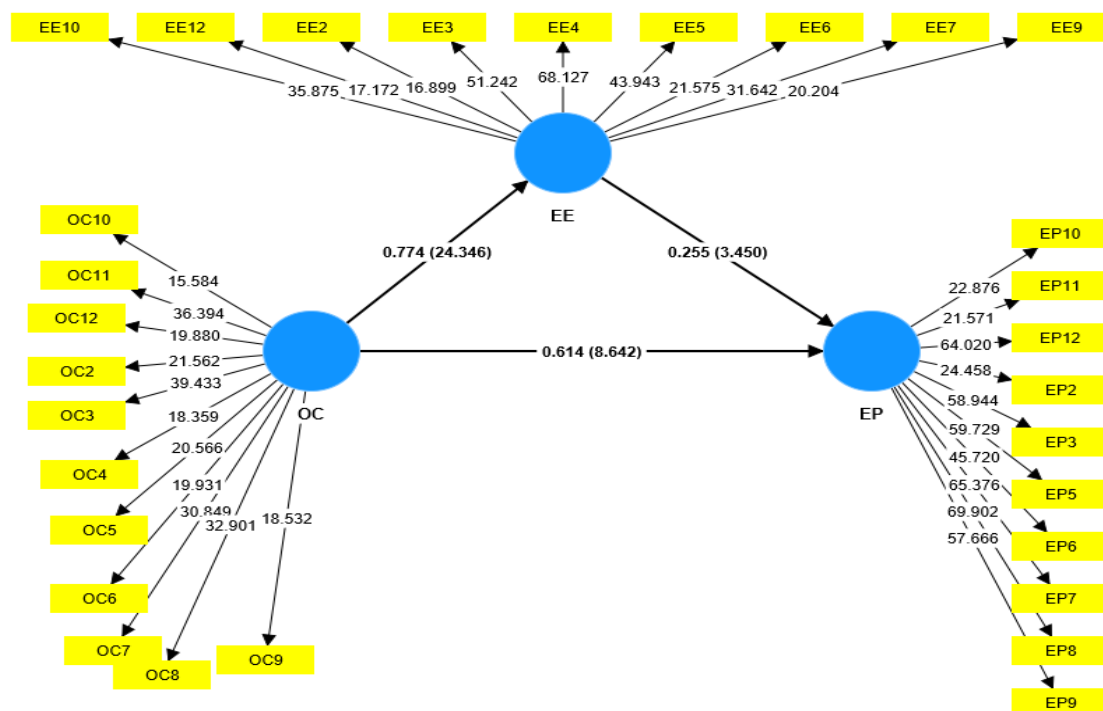 EE10 EE12 EE2 EE3 EE4 EE5 EE6 EE7 EE9
35.875 17.172 16.899 51.242 68.127 43.943 21.575 31.642 20.204
EE
0.774 (24.346)
0.255 (3.450)
0.614 (8.642)
OC
EP
OC10
OC11
OC12
OC2
OC3
OC4
OC5
OC6
OC7
OC8
OC9
15.584
36.394
19.880
21.562
39.433
18.359
20.566
19.931
30.849
32.901
18.532
EP10
EP11
EP12
EP2
EP3
EP5
EP6
EP7
EP8
EP9
22.876
21.571
64.020
24.458
58.944
59.729
45.720
65.376
69.902
57.666